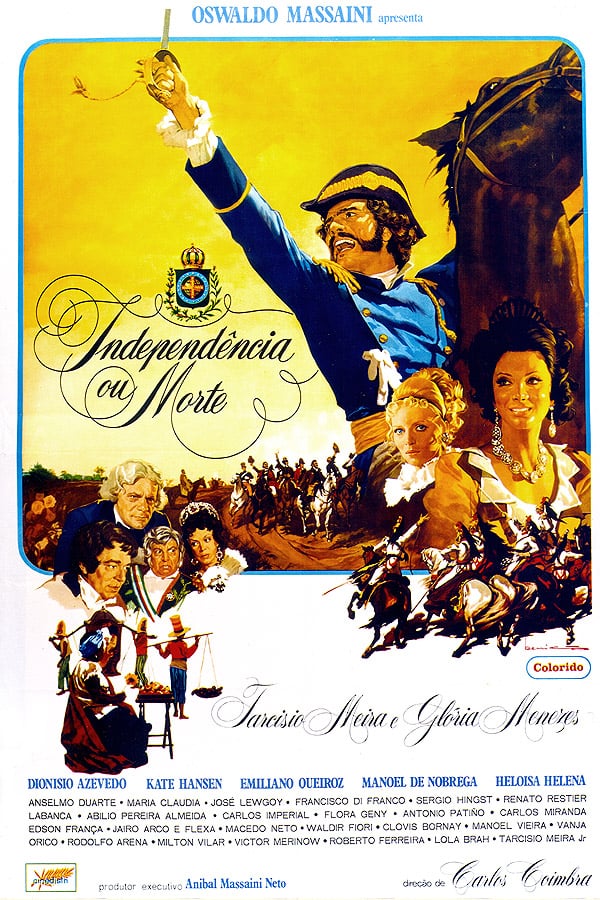 OSWALDO MASSAINI apresenta
Independência
ou Morte
Benicio
Colorido
Tarcísio Meira e Glória Menezes
DIONISIO AZEVEDO KATE HANSEN EMILIANO QUEIROZ MANOEL DE NOBREGA HELOISA HELENA
ANSELMO DUARTE • MARIA CLAUDIA • JOSÉ LEWGOY • FRANCISCO DI FRANCO • SERGIO HINGST • RENATO RESTIER
LABANCA • ABILIO PEREIRA ALMEIDA • CARLOS IMPERIAL • FLORA GENY • ANTONIO PATIÑO • CARLOS MIRANDA
EDSON FRANÇA • JAIRO ARCO E FLEXA • MACEDO NETO • WALDIR FIORI • CLOVIS BORNAY • MANOEL VIEIRA • VANJA
ORICO • RODOLFO ARENA • MILTON VILAR • VICTOR MERINOW • ROBERTO FERREIRA • LOLA BRAH • TARCISIO MEIRA Jr
cinedistri
produtor executivo Anibal Massaini Neto
direcão de Carlos Coimbra